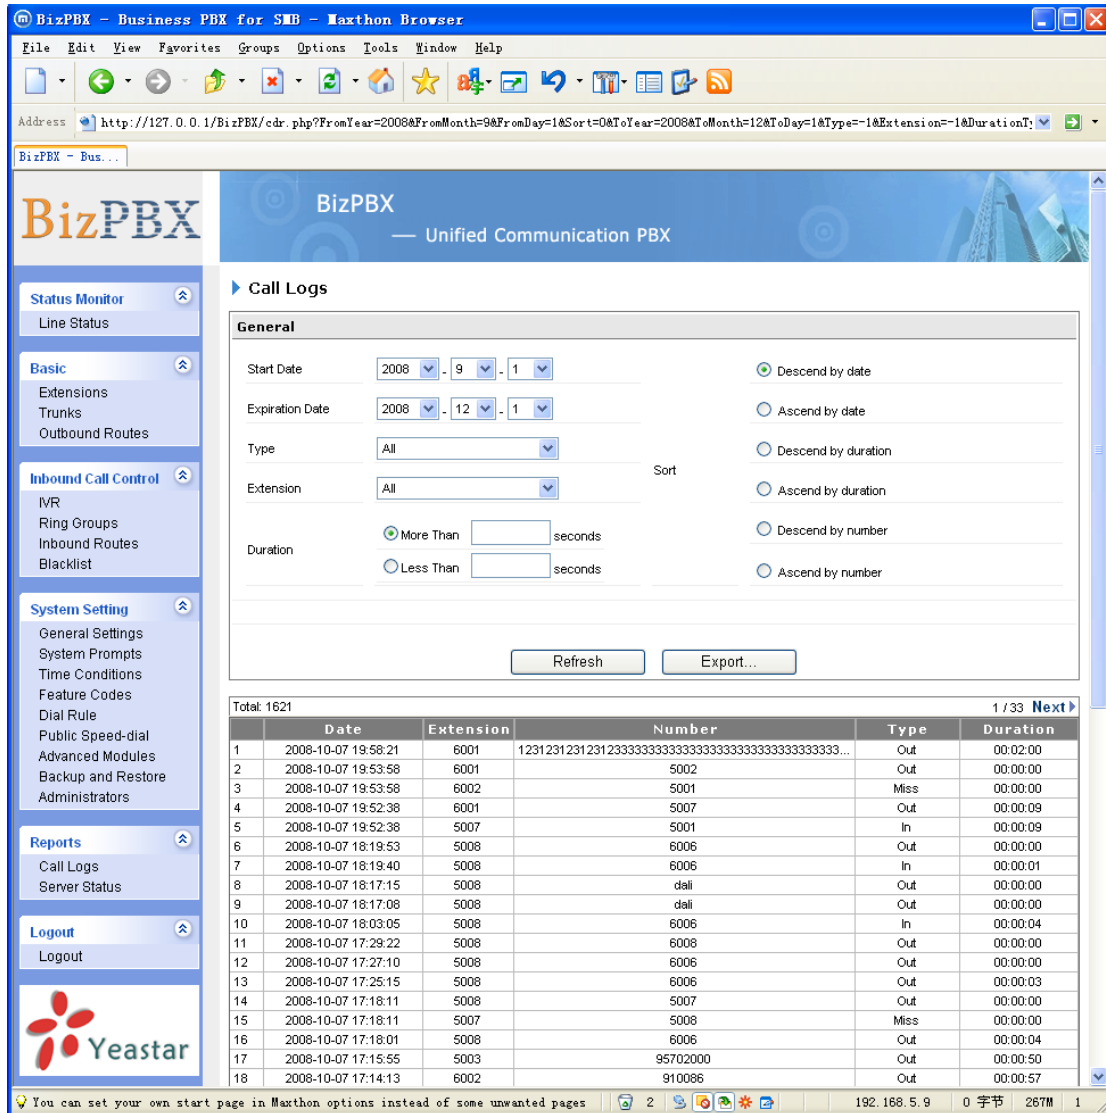 BizPBX - Business PBX for SMB - Maxthon Browser
File Edit View Favorites Groups Options Tools Window Help
Address http://127.0.0.1/BizPBX/cdr.php?FromYear=2008&FromMonth=9&FromDay=1&Sort=0&ToYear=2008&ToMonth=12&ToDay=1&Type=-1&Extension=-1&DurationT
BizPBX - Bus...
BizPBX
BizPBX
— Unified Communication PBX
Status Monitor
Line Status
Basic
Extensions
Trunks
Outbound Routes
Inbound Call Control
IVR
Ring Groups
Inbound Routes
Blacklist
System Setting
General Settings
System Prompts
Time Conditions
Feature Codes
Dial Rule
Public Speed-dial
Advanced Modules
Backup and Restore
Administrators
Reports
Call Logs
Server Status
Logout
Logout
Yeastar
Call Logs
General
Start Date 2008 - 9 - 1
Expiration Date 2008 - 12 - 1
Type All
Extension All
Duration
More Than seconds
Less Than seconds
Sort
Descend by date
Ascend by date
Descend by duration
Ascend by duration
Descend by number
Ascend by number
Refresh Export...
Total: 1621 1 / 33 Next
Date Extension Number Type Duration
1 2008-10-07 19:58:21 6001 Out 00:02:00
2 2008-10-07 19:53:58 6001 5002 Out 00:00:00
3 2008-10-07 19:53:58 6002 5001 Miss 00:00:00
4 2008-10-07 19:52:38 6001 5007 Out 00:00:09
5 2008-10-07 19:52:38 5007 5001 In 00:00:09
6 2008-10-07 18:19:53 5008 6006 Out 00:00:00
7 2008-10-07 18:19:40 5008 6006 In 00:00:01
8 2008-10-07 18:17:15 5008 dali Out 00:00:00
9 2008-10-07 18:17:08 5008 dali Out 00:00:00
10 2008-10-07 18:03:05 5008 6006 In 00:00:04
11 2008-10-07 17:29:22 5008 6008 Out 00:00:00
12 2008-10-07 17:27:10 5008 6006 Out 00:00:00
13 2008-10-07 17:25:15 5008 6006 Out 00:00:03
14 2008-10-07 17:18:11 5008 5007 Out 00:00:00
15 2008-10-07 17:18:11 5007 5008 Miss 00:00:00
16 2008-10-07 17:18:01 5008 6006 Out 00:00:04
17 2008-10-07 17:15:55 5003 95702000 Out 00:00:50
18 2008-10-07 17:14:13 6002 910086 Out 00:00:57
You can set your own start page in Maxthon options instead of some unwanted pages 2 192.168.5.9 0 字节 267M 1